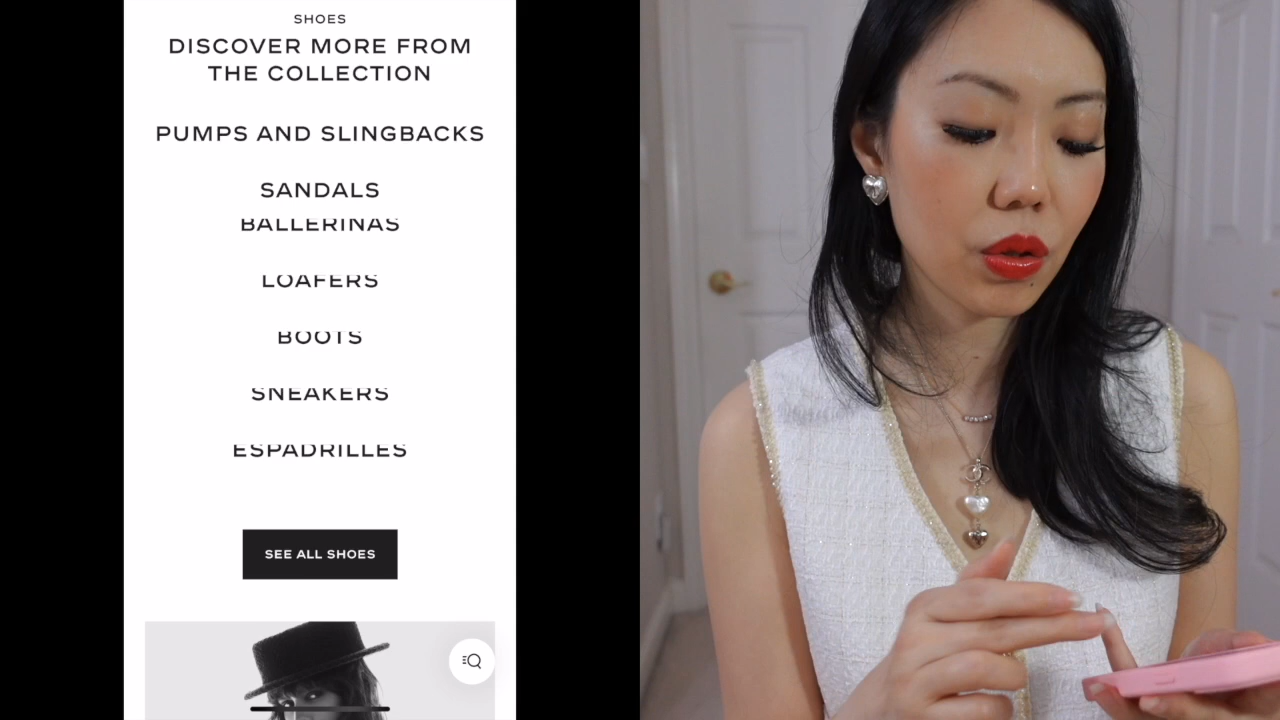 SHOES
DISCOVER MORE FROM
THE COLLECTION
PUMPS AND SLINGBACKS
SANDALS
BALLERINAS
LOAFERS
BOOTS
SNEAKERS
ESPADRILLES
SEE ALL SHOES